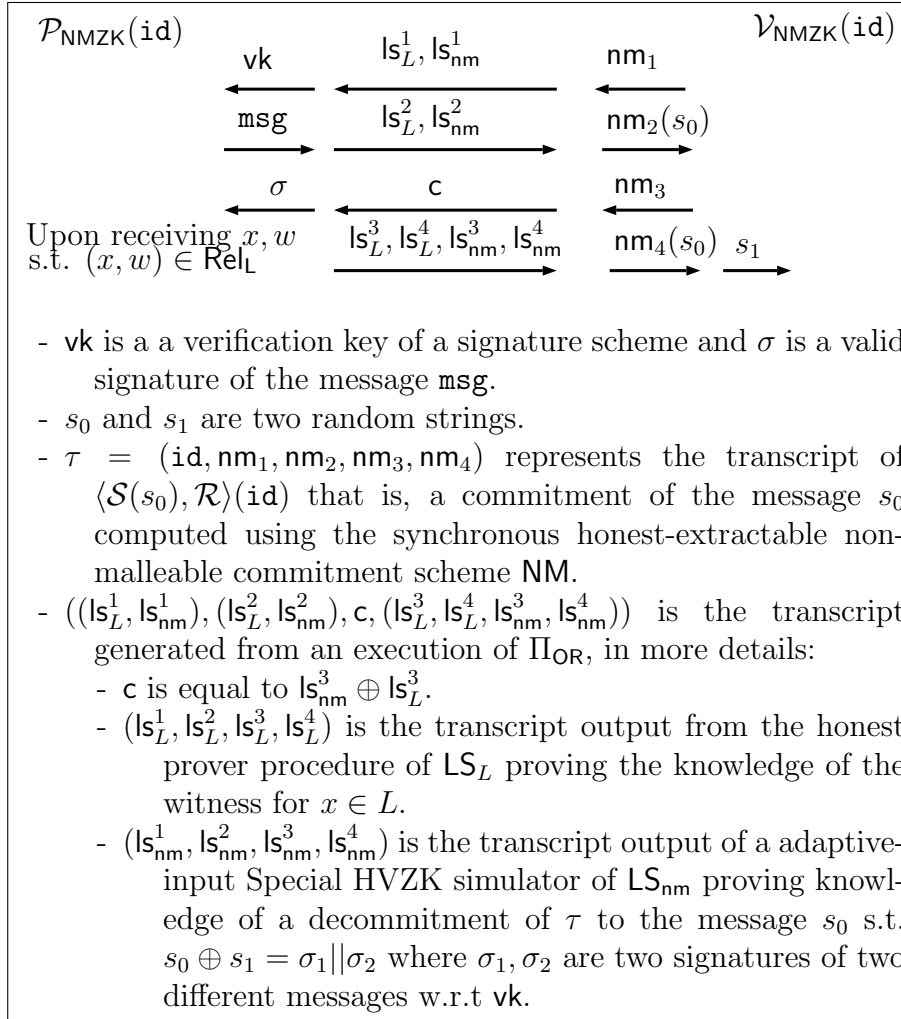 𝒫_NMZK(id) 𝒱_NMZK(id)
vk ls_L^1, ls_nm^1 nm_1
msg ls_L^2, ls_nm^2 nm_2(s_0)
σ c nm_3
Upon receiving x, w ls_L^3, ls_L^4, ls_nm^3, ls_nm^4 nm_4(s_0) s_1
s.t. (x, w) ∈ Rel_L
- vk is a a verification key of a signature scheme and σ is a valid
signature of the message msg.
- s_0 and s_1 are two random strings.
- τ = (id, nm_1, nm_2, nm_3, nm_4) represents the transcript of
⟨𝒮(s_0), ℛ⟩(id) that is, a commitment of the message s_0
computed using the synchronous honest-extractable non-
malleable commitment scheme NM.
- ((ls_L^1, ls_nm^1), (ls_L^2, ls_nm^2), c, (ls_L^3, ls_L^4, ls_nm^3, ls_nm^4)) is the transcript
generated from an execution of Π_OR, in more details:
- c is equal to ls_nm^3 ⊕ ls_L^3.
- (ls_L^1, ls_L^2, ls_L^3, ls_L^4) is the transcript output from the honest
prover procedure of LS_L proving the knowledge of the
witness for x ∈ L.
- (ls_nm^1, ls_nm^2, ls_nm^3, ls_nm^4) is the transcript output of a adaptive-
input Special HVZK simulator of LS_nm proving knowl-
edge of a decommitment of τ to the message s_0 s.t.
s_0 ⊕ s_1 = σ_1||σ_2 where σ_1, σ_2 are two signatures of two
different messages w.r.t vk.